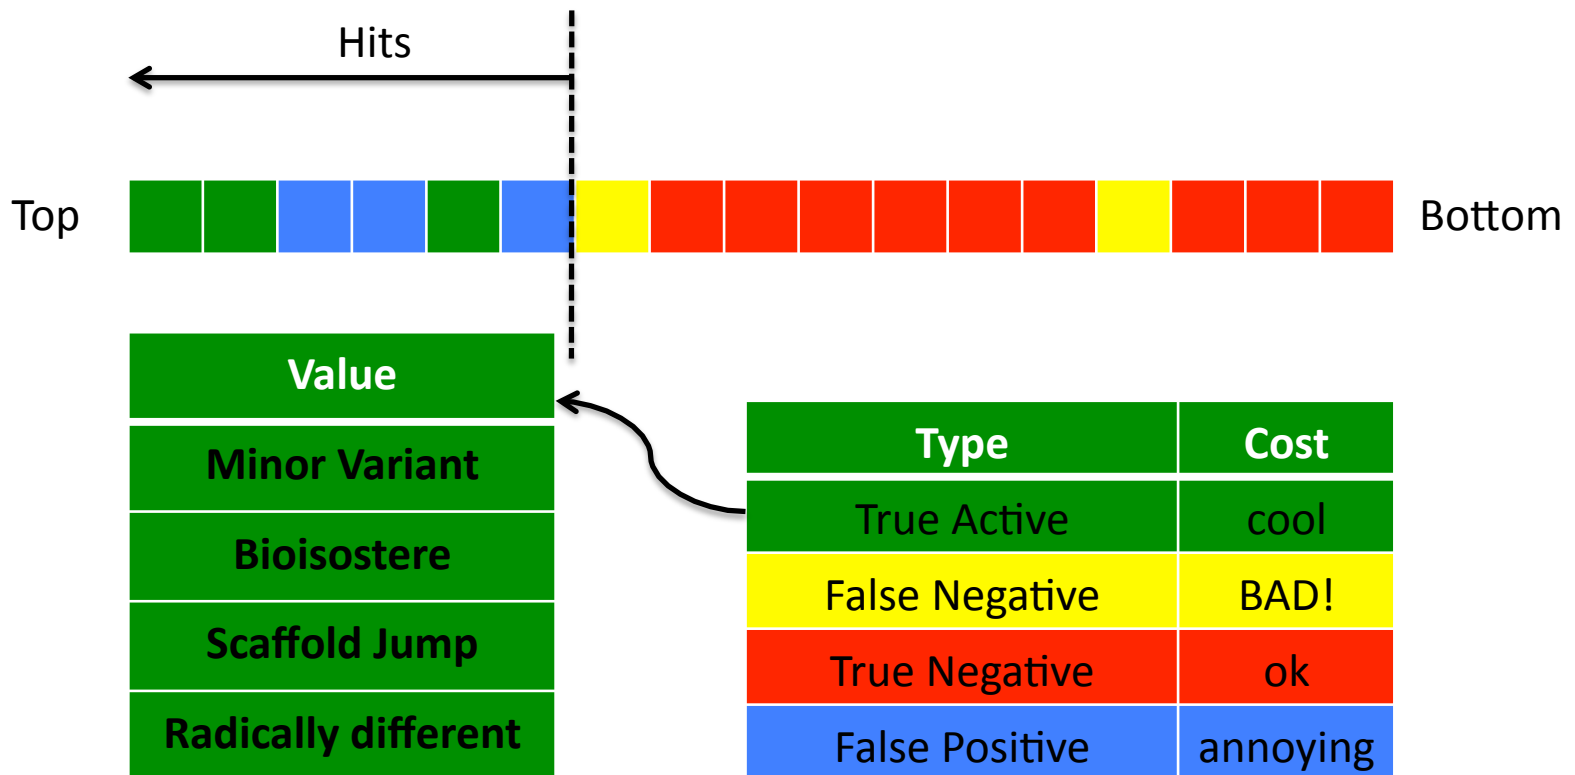 Hits
Top
Bottom
Value
Minor Variant
Bioisostere
Scaffold Jump
Radically different
Type Cost
True Active cool
False Negative BAD!
True Negative ok
False Positive annoying